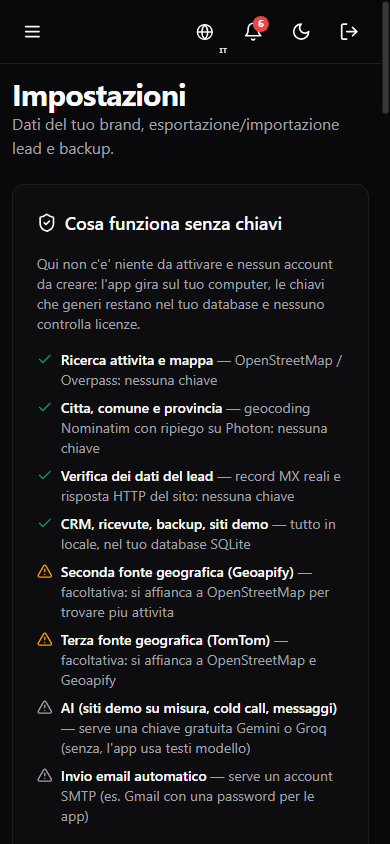 6
IT
Impostazioni
Dati del tuo brand, esportazione/importazione
lead e backup.
Cosa funziona senza chiavi
Qui non c'e' niente da attivare e nessun account
da creare: l'app gira sul tuo computer, le chiavi
che generi restano nel tuo database e nessuno
controlla licenze.
Ricerca attivita e mappa — OpenStreetMap /
Overpass: nessuna chiave
Citta, comune e provincia — geocoding
Nominatim con ripiego su Photon: nessuna
chiave
Verifica dei dati del lead — record MX reali e
risposta HTTP del sito: nessuna chiave
CRM, ricevute, backup, siti demo — tutto in
locale, nel tuo database SQLite
Seconda fonte geografica (Geoapify) —
facoltativa: si affianca a OpenStreetMap per
trovare piu attivita
Terza fonte geografica (TomTom) —
facoltativa: si affianca a OpenStreetMap e
Geoapify
AI (siti demo su misura, cold call, messaggi)
— serve una chiave gratuita Gemini o Groq
(senza, l'app usa testi modello)
Invio email automatico — serve un account
SMTP (es. Gmail con una password per le
app)